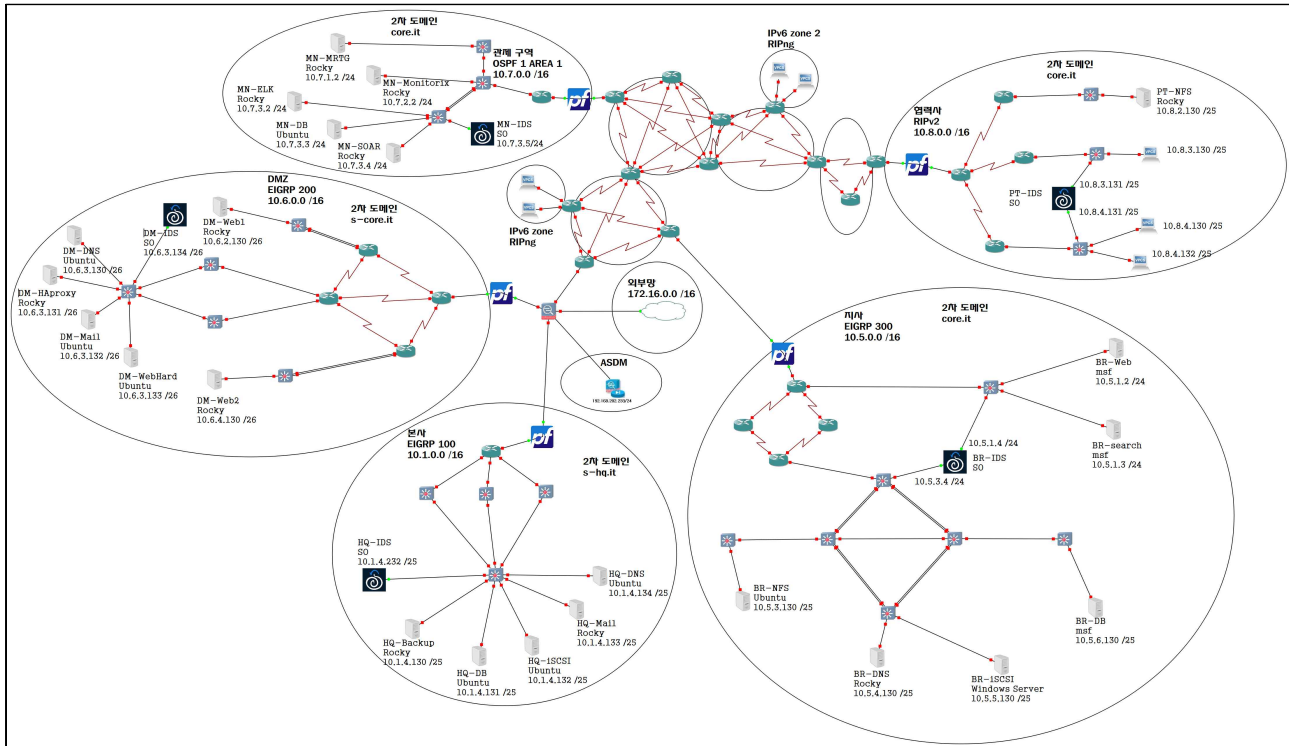 2차 도메인
core.it
관제 구역
OSPF 1 AREA 1
10.7.0.0 /16
MN-MRTG
Rocky
10.7.1.2 /24
MN-Monitorix
Rocky
10.7.2.2 /24
MN-ELK
Rocky
10.7.3.2 /24
MN-DB
Ubuntu
10.7.3.3 /24
MN-SOAR
Rocky
10.7.3.4 /24
MN-IDS
SO
10.7.3.5/24
pf
IPv6 zone 2
RIPng
IPv6 zone
RIPng
2차 도메인
core.it
협력사
RIPv2
10.8.0.0 /16
pf
PT-NFS
Rocky
10.8.2.130 /25
10.8.3.130 /25
10.8.3.131 /25
PT-IDS
SO
10.8.4.131 /25
10.8.4.130 /25
10.8.4.132 /25
DMZ
EIGRP 200
10.6.0.0 /16
2차 도메인
s-core.it
DM-IDS
SO
10.6.3.134 /26
DM-Web1
Rocky
10.6.2.130 /26
DM-DNS
Ubuntu
10.6.3.130 /26
DM-HAproxy
Rocky
10.6.3.131 /26
DM-Mail
Ubuntu
10.6.3.132 /26
DM-WebHard
Ubuntu
10.6.3.133 /26
DM-Web2
Rocky
10.6.4.130 /26
pf
외부망
172.16.0.0 /16
ASDM
본사
EIGRP 100
10.1.0.0 /16
pf
2차 도메인
s-hq.it
HQ-IDS
SO
10.1.4.232 /25
HQ-DNS
Ubuntu
10.1.4.134 /25
HQ-Mail
Rocky
10.1.4.133 /25
HQ-Backup
Rocky
10.1.4.130 /25
HQ-DB
Ubuntu
10.1.4.131 /25
HQ-iSCSI
Ubuntu
10.1.4.132 /25
지사
EIGRP 300
10.5.0.0 /16
2차 도메인
core.it
pf
BR-Web
msf
10.5.1.2 /24
BR-search
msf
10.5.1.3 /24
10.5.1.4 /24
BR-IDS
SO
10.5.3.4 /24
BR-NFS
Ubuntu
10.5.3.130 /25
BR-DB
msf
10.5.6.130 /25
BR-DNS
Rocky
10.5.4.130 /25
BR-iSCSI
Windows Server
10.5.5.130 /25